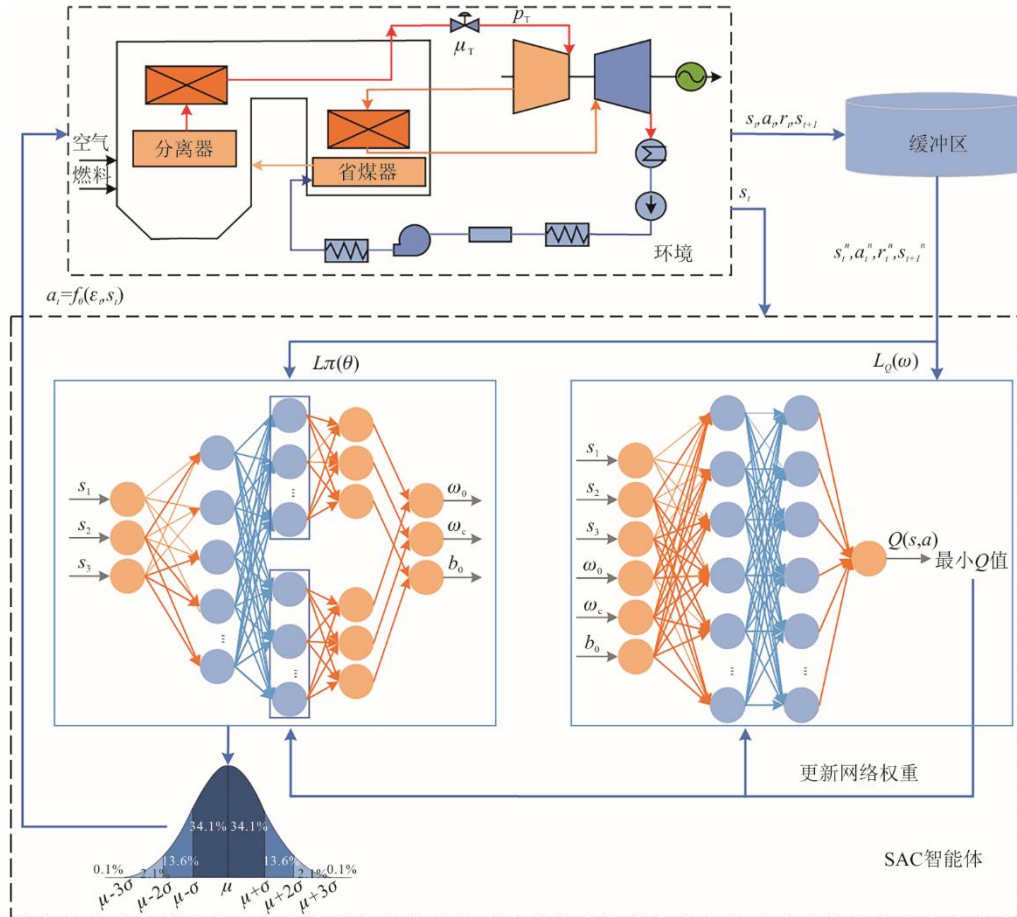 p_T
μ_T
空气
燃料
分离器
省煤器
环境
s_t,a_t,r_t,s_{t+1}
缓冲区
s_t
s_t^n,a_t^n,r_t^n,s_{t+1}^n
a_t=f_θ(ε_t,s_t)
Lπ(θ)
L_Q(ω)
s_1
s_2
s_3
...
...
...
ω_0
ω_c
b_0
s_1
s_2
s_3
ω_0
ω_c
b_0
...
...
Q(s,a)
最小Q值
更新网络权重
34.1% 34.1%
13.6% 13.6%
0.1% 2.1% 2.1% 0.1%
μ-3σ μ-2σ μ-σ μ μ+σ μ+2σ μ+3σ
SAC智能体